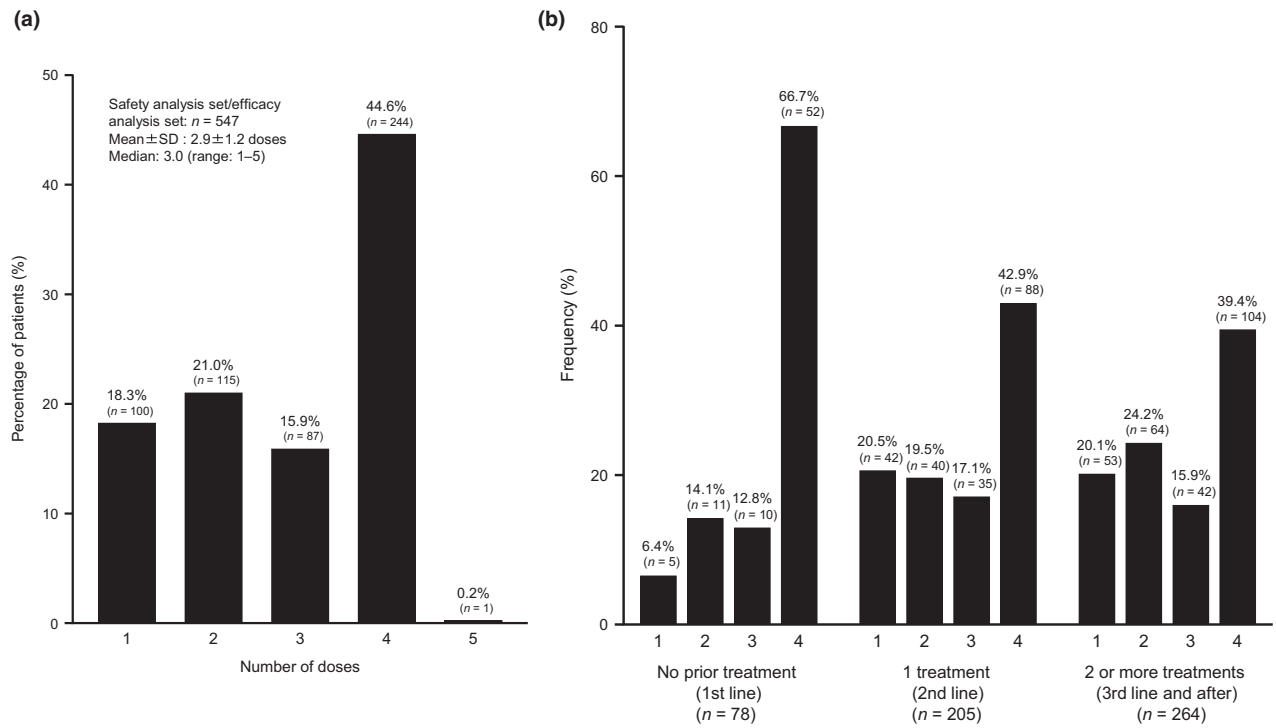 (a)
50
40
30
20
10
0
Percentage of patients (%)
Safety analysis set/efficacy
analysis set: n = 547
Mean±SD : 2.9±1.2 doses
Median: 3.0 (range: 1–5)
18.3%
(n = 100)
21.0%
(n = 115)
15.9%
(n = 87)
44.6%
(n = 244)
0.2%
(n = 1)
1 2 3 4 5
Number of doses
(b)
80
60
40
20
0
Frequency (%)
6.4%
(n = 5)
14.1%
(n = 11)
12.8%
(n = 10)
66.7%
(n = 52)
20.5%
(n = 42)
19.5%
(n = 40)
17.1%
(n = 35)
42.9%
(n = 88)
20.1%
(n = 53)
24.2%
(n = 64)
15.9%
(n = 42)
39.4%
(n = 104)
1 2 3 4 1 2 3 4 1 2 3 4
No prior treatment
(1st line)
(n = 78)
1 treatment
(2nd line)
(n = 205)
2 or more treatments
(3rd line and after)
(n = 264)